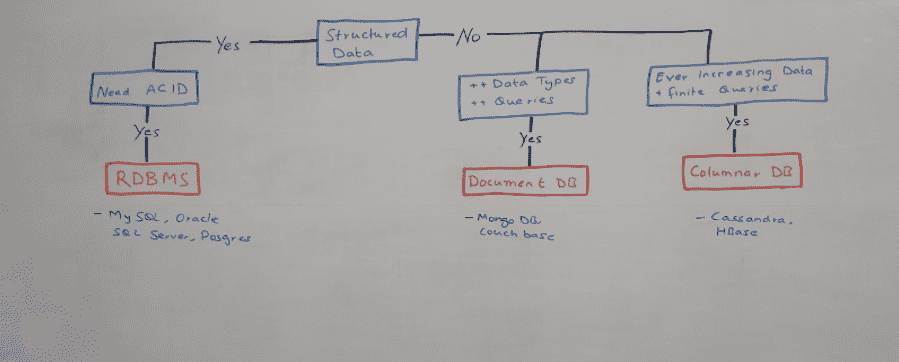 Structured
Data
Yes
No
Need ACID
++ Data Types
++ Queries
Ever Increasing Data
+ finite Queries
Yes
Yes
Yes
RDBMS
Document DB
Columnar DB
- My SQL, Oracle
SQL Server, Posgres
- Mongo DB
Couch base
- Cassandra,
HBase